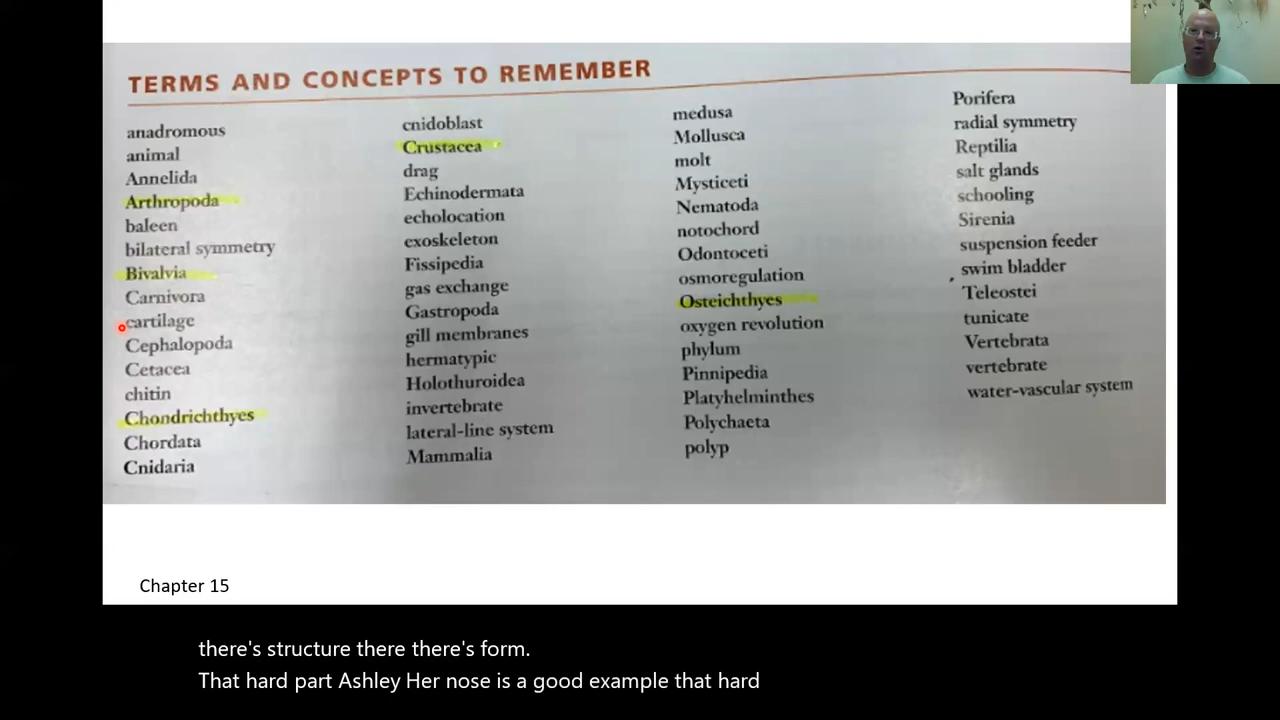 TERMS AND CONCEPTS TO REMEMBER
anadromous
animal
Annelida
Arthropoda
baleen
bilateral symmetry
Bivalvia
Carnivora
cartilage
Cephalopoda
Cetacea
chitin
Chondrichthyes
Chordata
Cnidaria
cnidoblast
Crustacea
drag
Echinodermata
echolocation
exoskeleton
Fissipedia
gas exchange
Gastropoda
gill membranes
hermatypic
Holothuroidea
invertebrate
lateral-line system
Mammalia
medusa
Mollusca
molt
Mysticeti
Nematoda
notochord
Odontoceti
osmoregulation
Osteichthyes
oxygen revolution
phylum
Pinnipedia
Platyhelminthes
Polychaeta
polyp
Porifera
radial symmetry
Reptilia
salt glands
schooling
Sirenia
suspension feeder
swim bladder
Teleostei
tunicate
Vertebrata
vertebrate
water-vascular system
Chapter 15
there's structure there there's form.
That hard part Ashley Her nose is a good example that hard